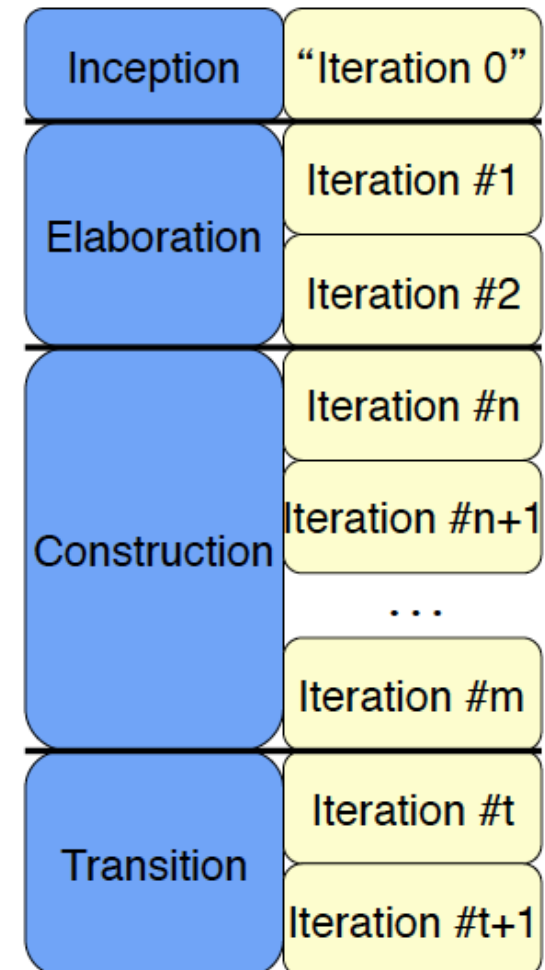 Inception
“Iteration 0”
Elaboration
Iteration #1
Iteration #2
Construction
Iteration #n
Iteration #n+1
...
Iteration #m
Transition
Iteration #t
Iteration #t+1